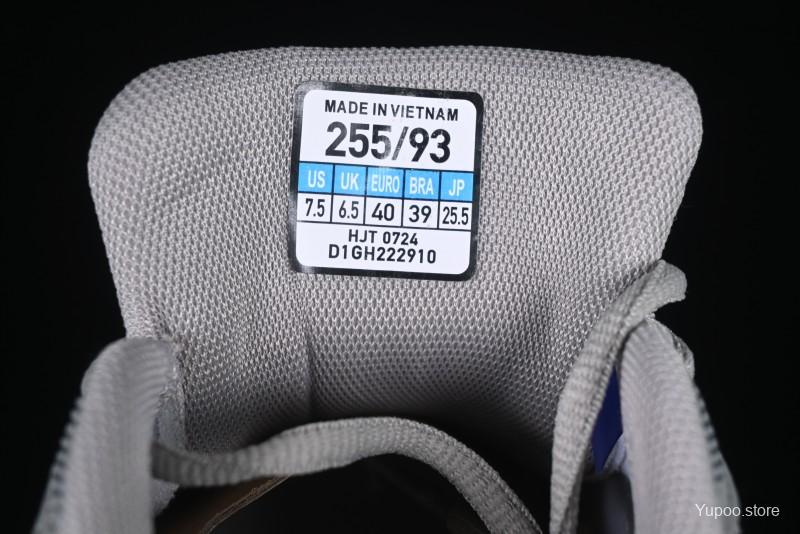 MADE IN VIETNAM
255/93
US UK EURO BRA JP
7.5 6.5 40 39 25.5
HJT 0724
D1GH222910
Yupoo.store